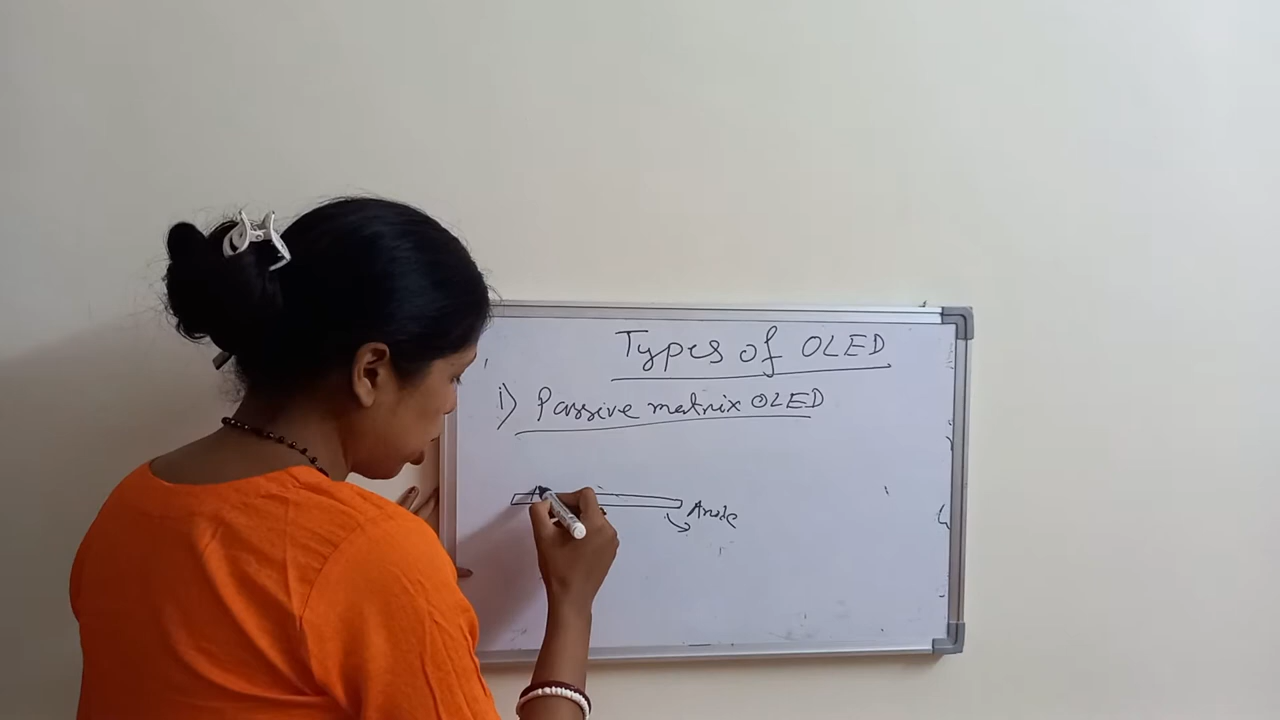 Types of OLED
i) Passive matrix OLED
Anode